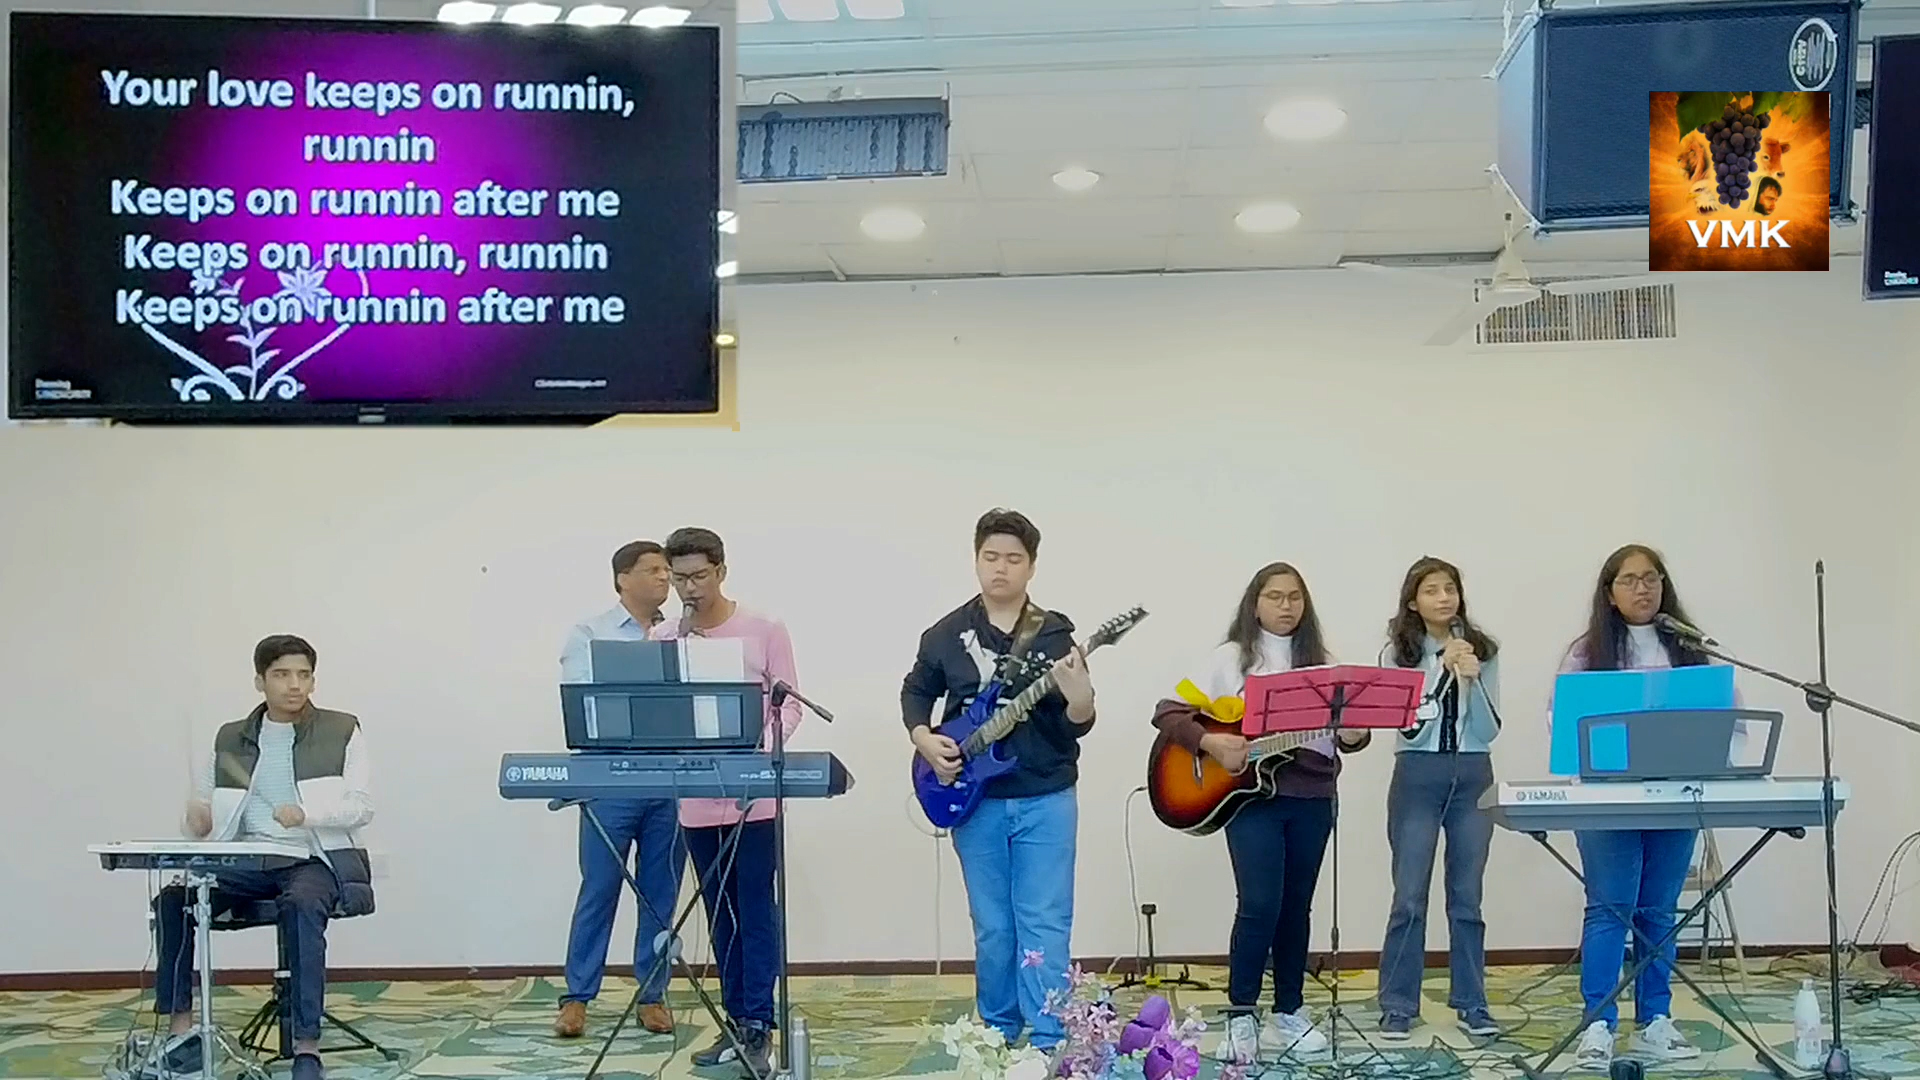 Your love keeps on runnin,
runnin
Keeps on runnin after me
Keeps on runnin, runnin
Keeps on runnin after me
VMK
YAMAHA
YAMAHA